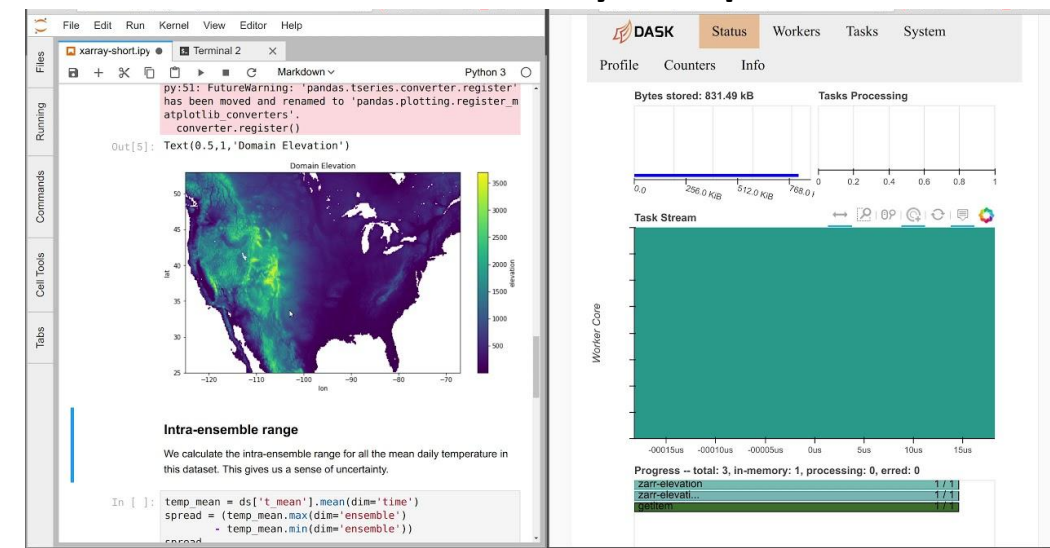 File Edit Run Kernel View Editor Help
xarray-short.ipy
Terminal 2
Files
Running
Commands
Cell Tools
Tabs
Markdown
Python 3
py:51: FutureWarning: 'pandas.tseries.converter.register'
has been moved and renamed to 'pandas.plotting.register_m
atplotlib_converters'.
converter.register()
Out[5]: Text(0.5,1,'Domain Elevation')
Domain Elevation
50
45
40
35
30
25
lat
-120 -110 -100 -90 -80 -70
lon
3500
3000
2500
2000
1500
1000
500
elevation
Intra-ensemble range
We calculate the intra-ensemble range for all the mean daily temperature in
this dataset. This gives us a sense of uncertainty.
In [ ]: temp_mean = ds['t_mean'].mean(dim='time')
spread = (temp_mean.max(dim='ensemble')
- temp_mean.min(dim='ensemble'))
spread
DASK
Status Workers Tasks System
Profile Counters Info
Bytes stored: 831.49 kB
0.0 256.0 KiB 512.0 KiB 768.0
Tasks Processing
0 0.2 0.4 0.6 0.8 1
Task Stream
Worker Core
-00015us -00010us -00005us 0us 5us 10us 15us
Progress -- total: 3, in-memory: 1, processing: 0, erred: 0
zarr-elevation 1 / 1
zarr-elevati... 1 / 1
getitem 1 / 1